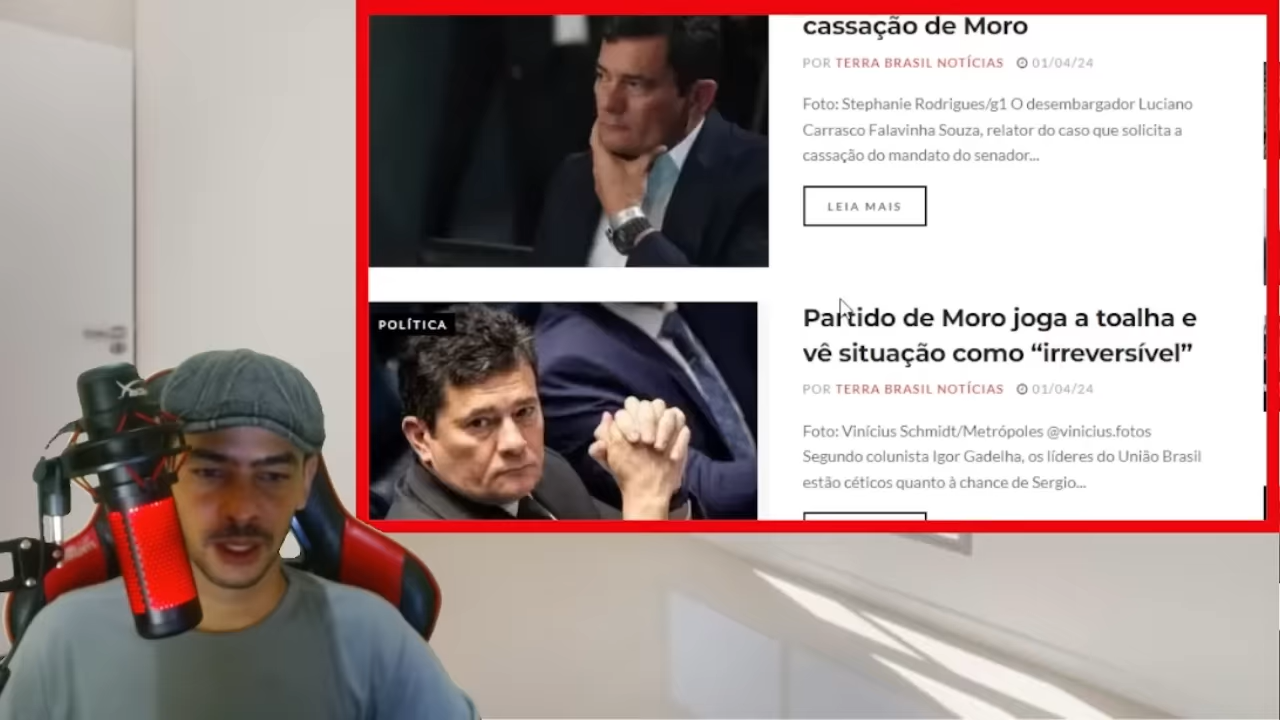 cassação de Moro
POR TERRA BRASIL NOTÍCIAS 01/04/24
Foto: Stephanie Rodrigues/g1 O desembargador Luciano
Carrasco Falavinha Souza, relator do caso que solicita a
cassação do mandato do senador...
LEIA MAIS
POLÍTICA
Partido de Moro joga a toalha e
vê situação como “irreversível”
POR TERRA BRASIL NOTÍCIAS 01/04/24
Foto: Vinícius Schmidt/Metrópoles @vinicius.fotos
Segundo colunista Igor Gadelha, os líderes do União Brasil
estão céticos quanto à chance de Sergio...